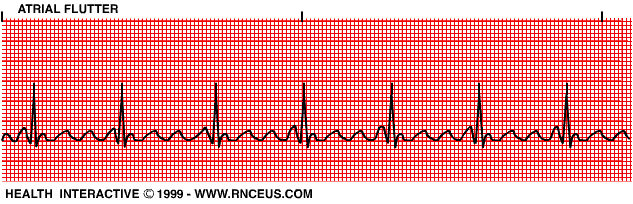 ATRIAL FLUTTER
HEALTH INTERACTIVE © 1999 - WWW.RNCEUS.COM